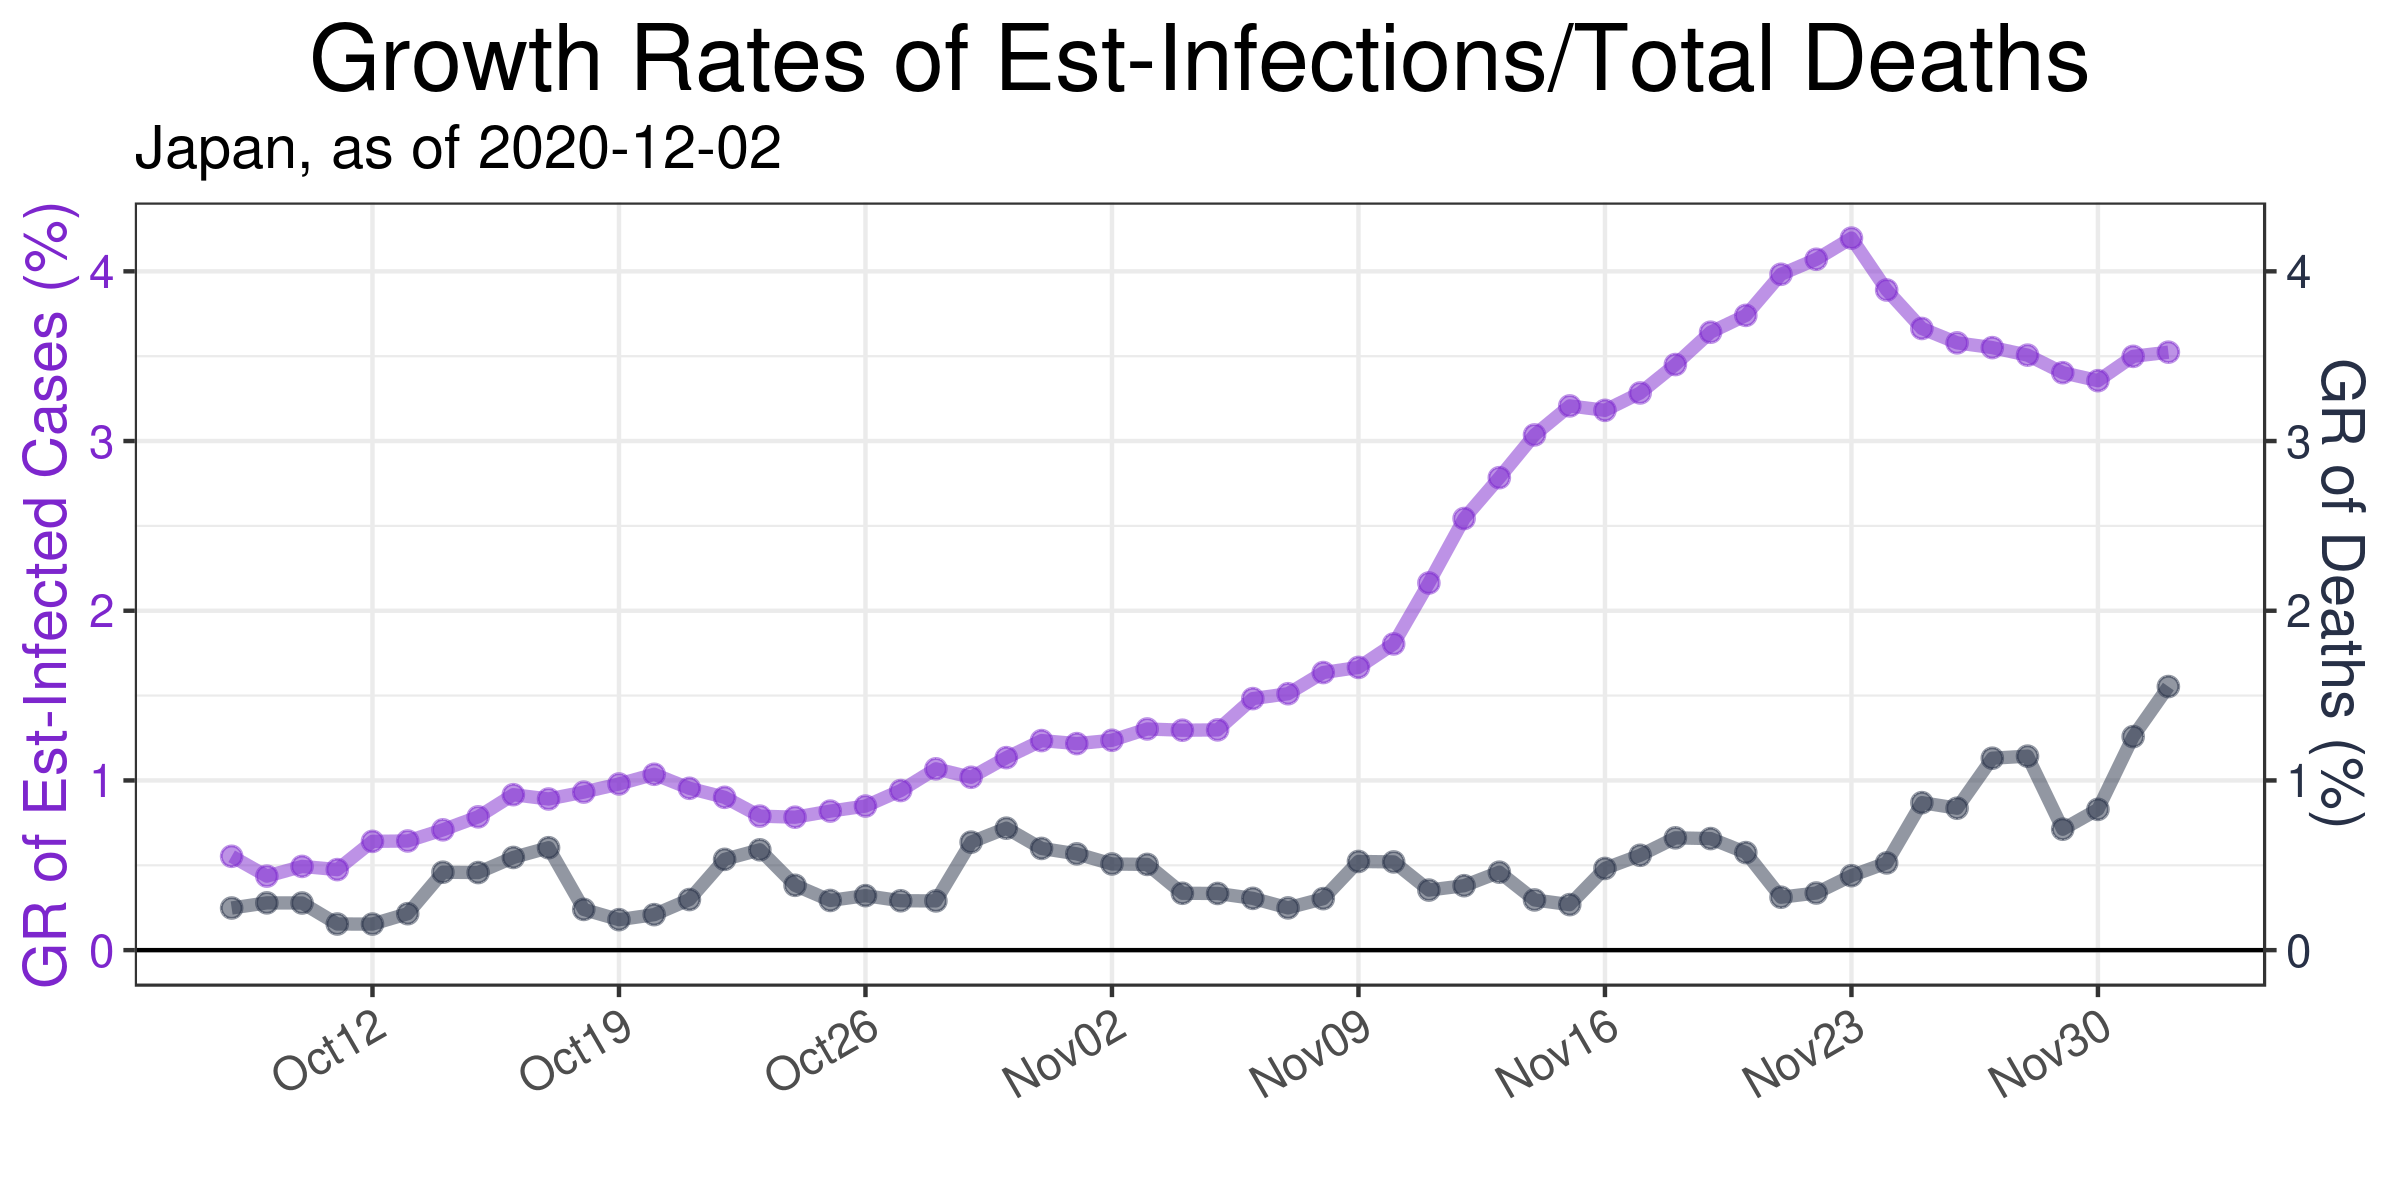 Growth Rates of Est-Infections/Total Deaths
Japan, as of 2020-12-02
GR of Est-Infected Cases (%)
4
3
2
1
0
4
3
2
1
0
GR of Deaths (%)
Oct12
Oct19
Oct26
Nov02
Nov09
Nov16
Nov23
Nov30